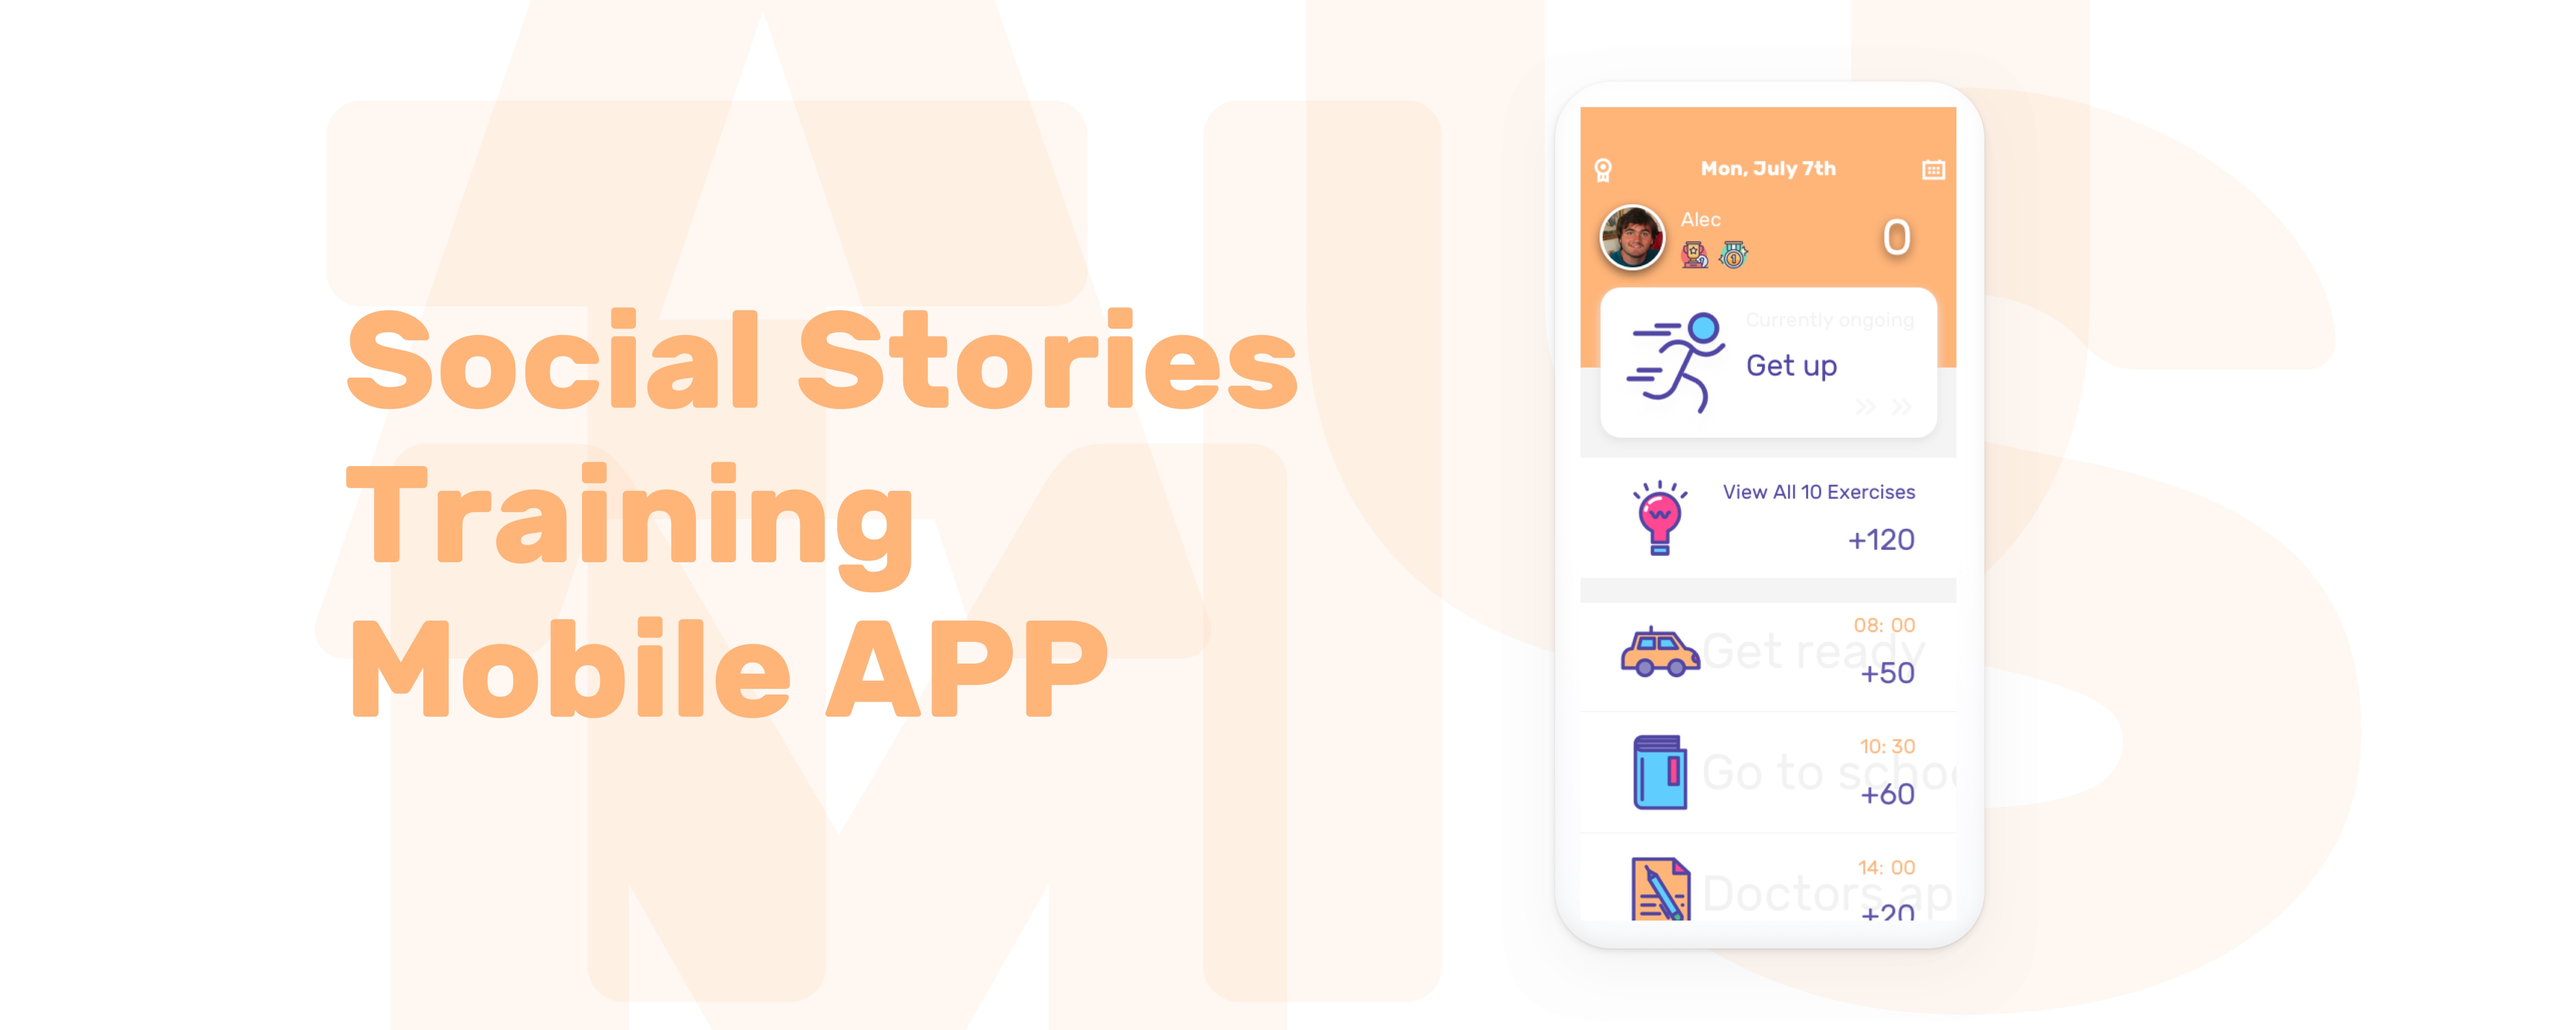 Social Stories
Training
Mobile APP
Mon, July 7th
Alec
0
Currently ongoing
Get up
View All 10 Exercises
+120
08: 00
Get ready
+50
10: 30
Go to schoo
+60
14: 00
Doctors ap
+20